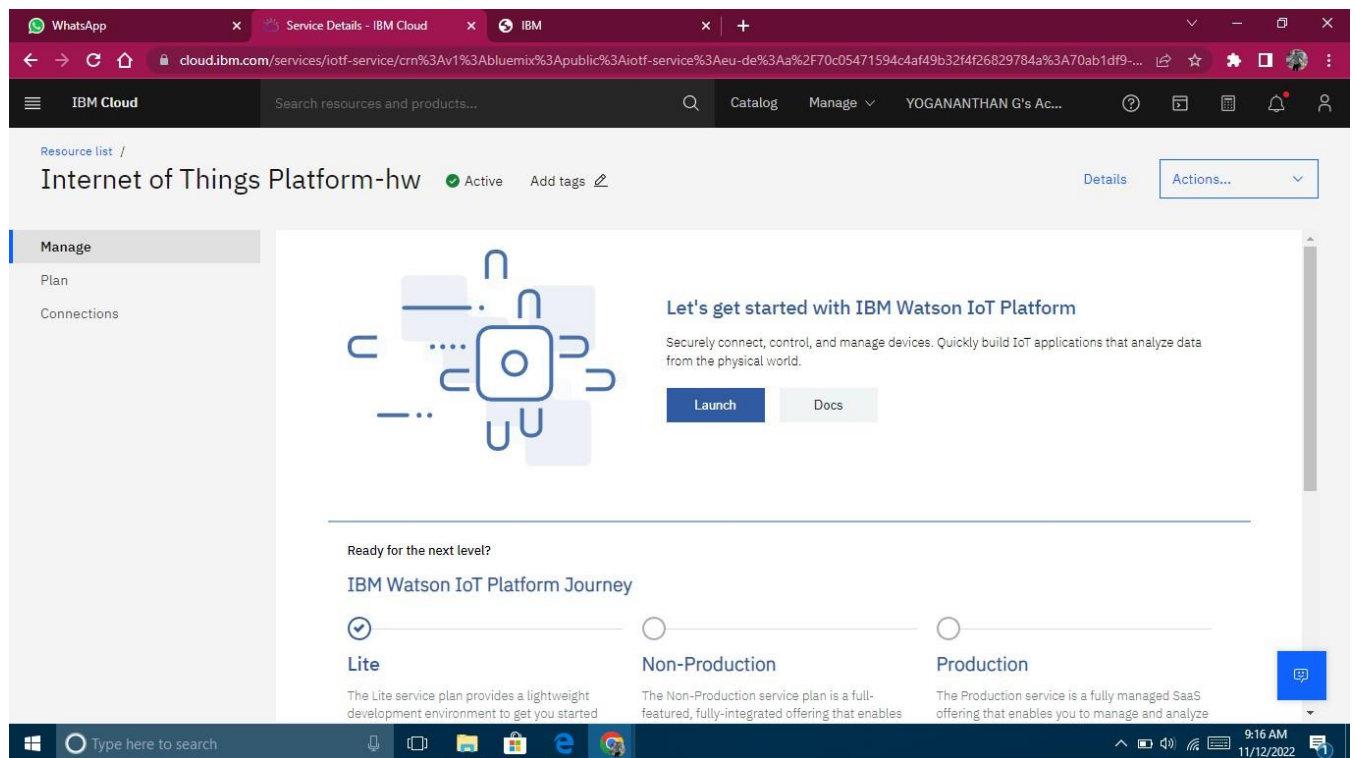 WhatsApp
Service Details - IBM Cloud
IBM
cloud.ibm.com/services/iotf-service/crn%3Av1%3Abluemix%3Apublic%3Aiotf-service%3Aeu-de%3Aa%2F70c05471594c4af49b32f4f26829784a%3A70ab1df9-...
IBM Cloud
Search resources and products...
Catalog
Manage
YOGANANTHAN G's Ac...
Resource list /
Internet of Things Platform-hw
Active
Add tags
Details
Actions...
Manage
Plan
Connections
Let's get started with IBM Watson IoT Platform
Securely connect, control, and manage devices. Quickly build IoT applications that analyze data
from the physical world.
Launch
Docs
Ready for the next level?
IBM Watson IoT Platform Journey
Lite
The Lite service plan provides a lightweight
development environment to get you started
Non-Production
The Non-Production service plan is a full-
featured, fully-integrated offering that enables
Production
The Production service is a fully managed SaaS
offering that enables you to manage and analyze
Type here to search
9:16 AM
11/12/2022
1